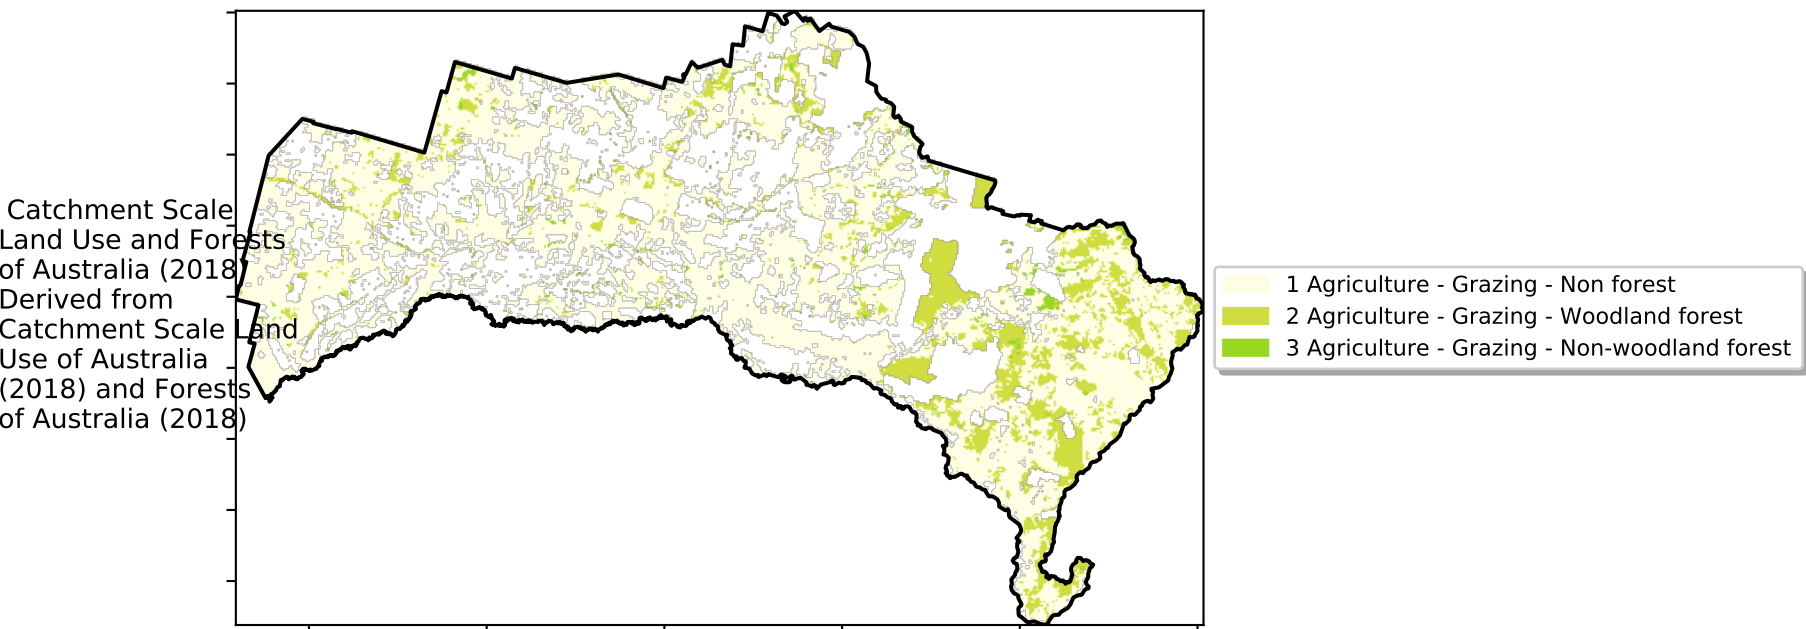 Catchment Scale
Land Use and Forests
of Australia (2018)
Derived from
Catchment Scale Land
Use of Australia
(2018) and Forests
of Australia (2018)
1 Agriculture - Grazing - Non forest
2 Agriculture - Grazing - Woodland forest
3 Agriculture - Grazing - Non-woodland forest